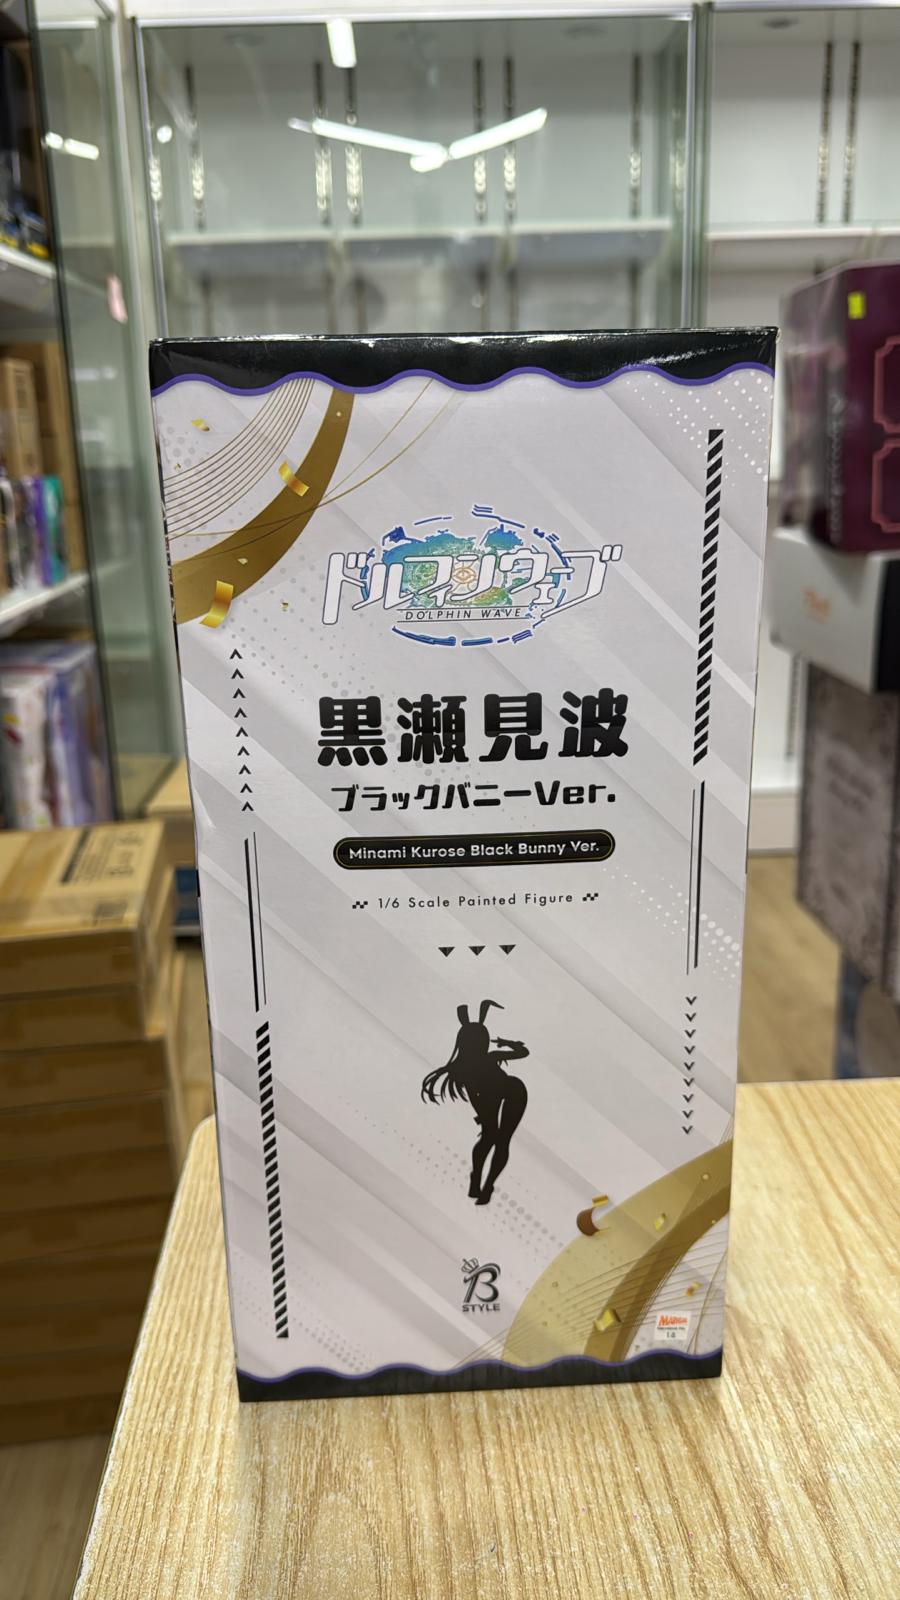 ドルフィンウェーブ
DOLPHIN WAVE
黒瀬見波
ブラックバニーVer.
Minami Kurose Black Bunny Ver.
1/6 Scale Painted Figure
B
STYLE
MANGA